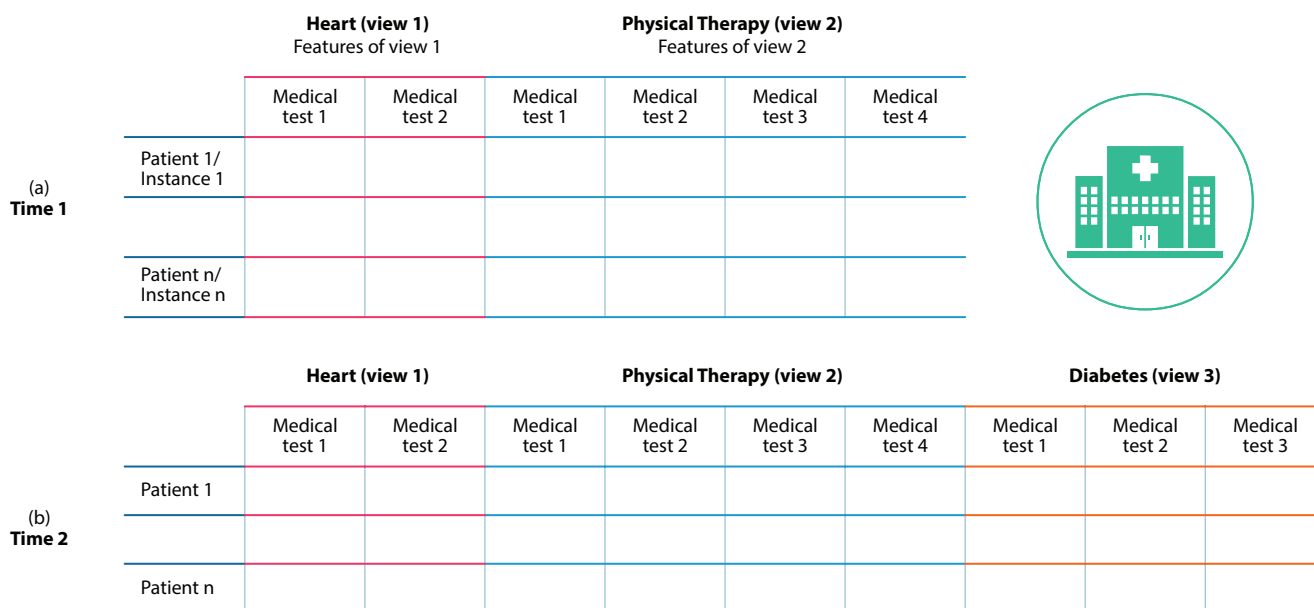 Heart (view 1) Physical Therapy (view 2)
Features of view 1 Features of view 2
Medical test 1 Medical test 2 Medical test 1 Medical test 2 Medical test 3 Medical test 4
Patient 1/
Instance 1
(a)
Time 1
Patient n/
Instance n
Heart (view 1) Physical Therapy (view 2) Diabetes (view 3)
Medical test 1 Medical test 2 Medical test 1 Medical test 2 Medical test 3 Medical test 4 Medical test 1 Medical test 2 Medical test 3
Patient 1
(b)
Time 2
Patient n